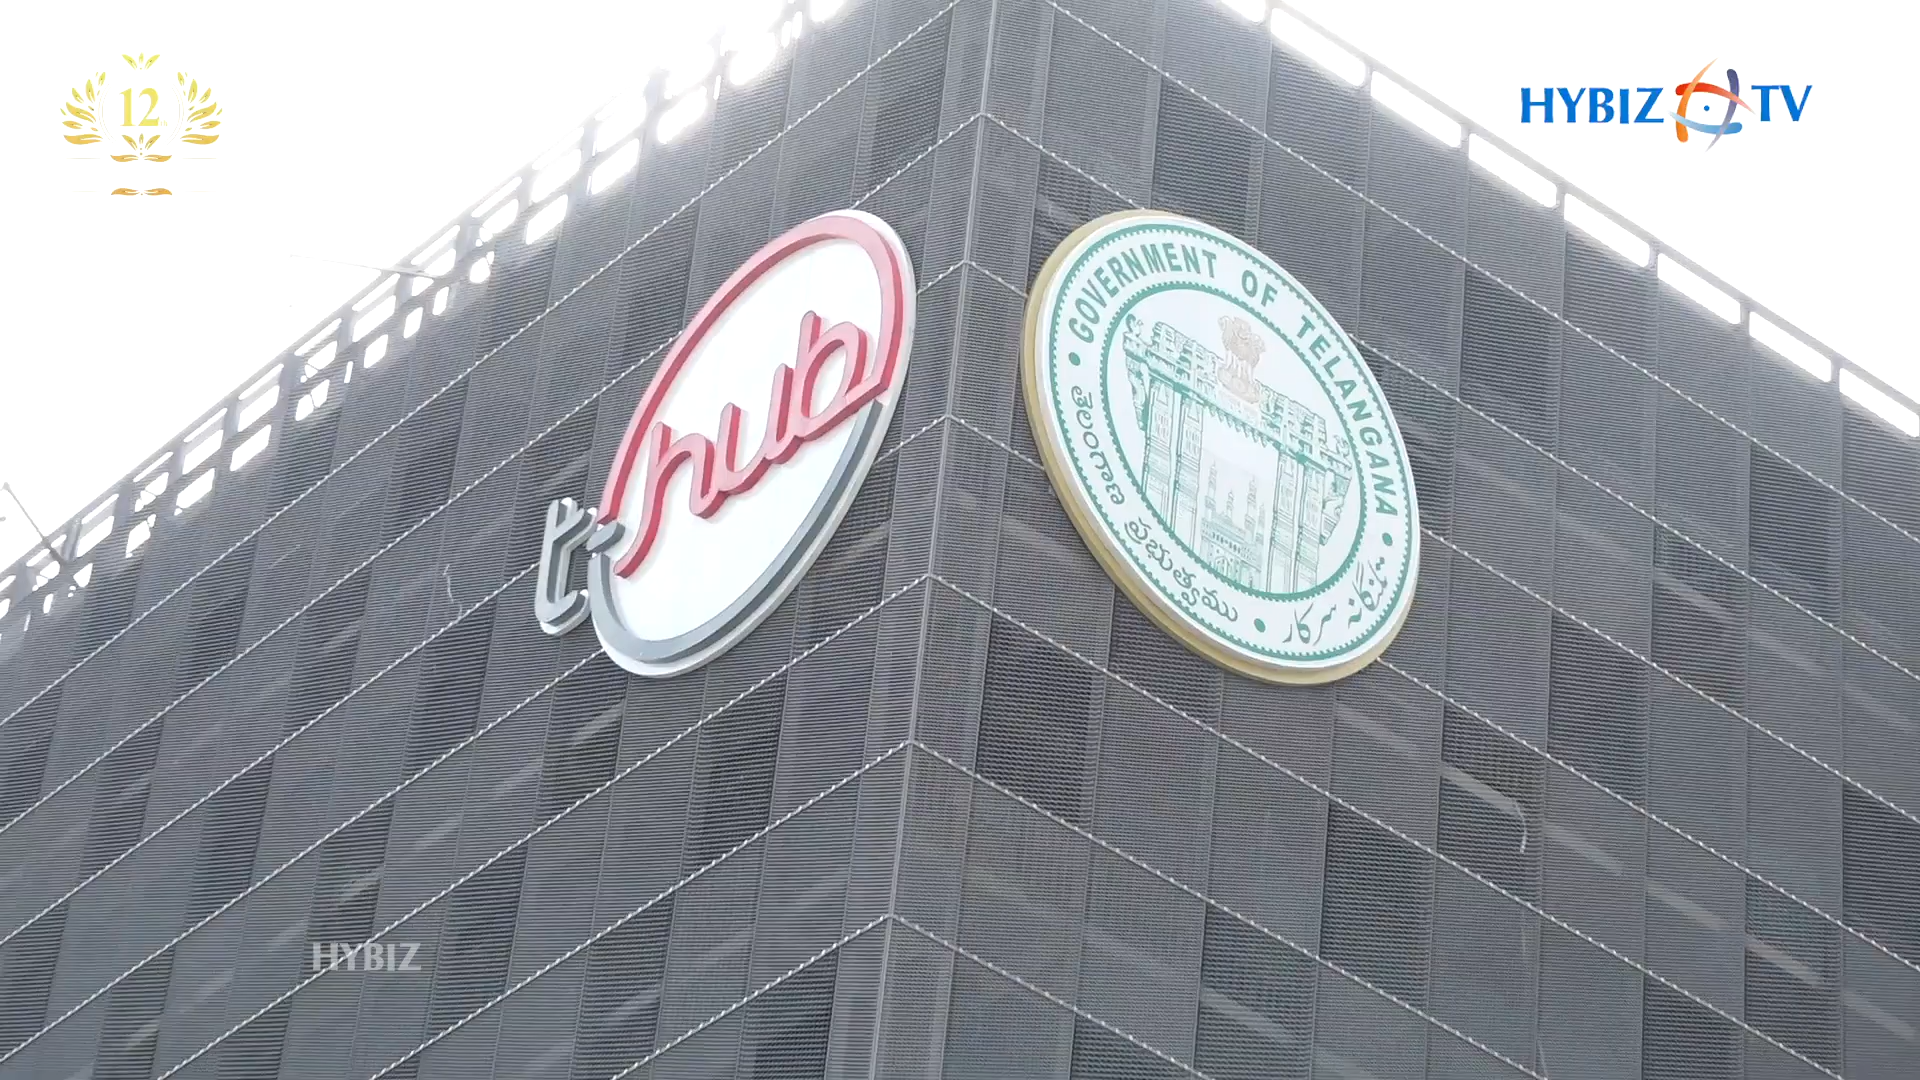 12
HYBIZ TV
t-hub
GOVERNMENT OF TELANGANA
తెలంగాణ ప్రభుత్వము
تلنگانہ سرکار
HYBIZ